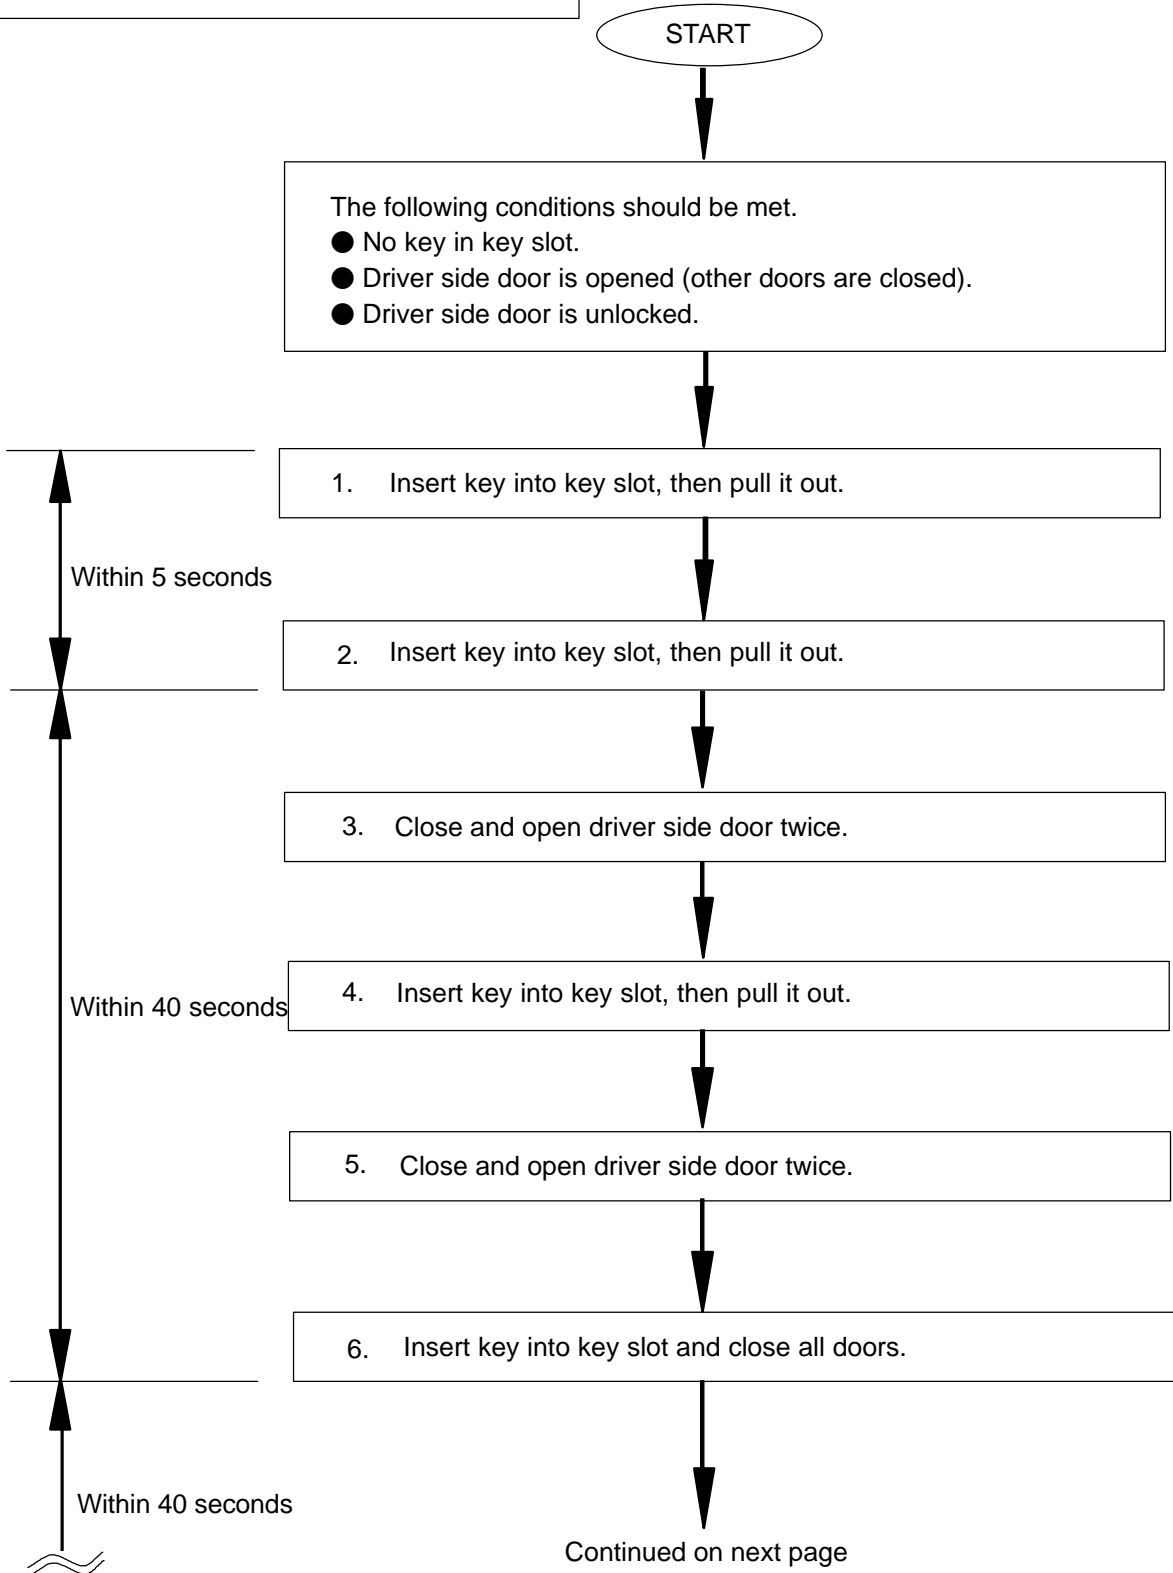 START
The following conditions should be met.
● No key in key slot.
● Driver side door is opened (other doors are closed).
● Driver side door is unlocked.
1. Insert key into key slot, then pull it out.
Within 5 seconds
2. Insert key into key slot, then pull it out.
3. Close and open driver side door twice.
4. Insert key into key slot, then pull it out.
Within 40 seconds
5. Close and open driver side door twice.
6. Insert key into key slot and close all doors.
Within 40 seconds
Continued on next page